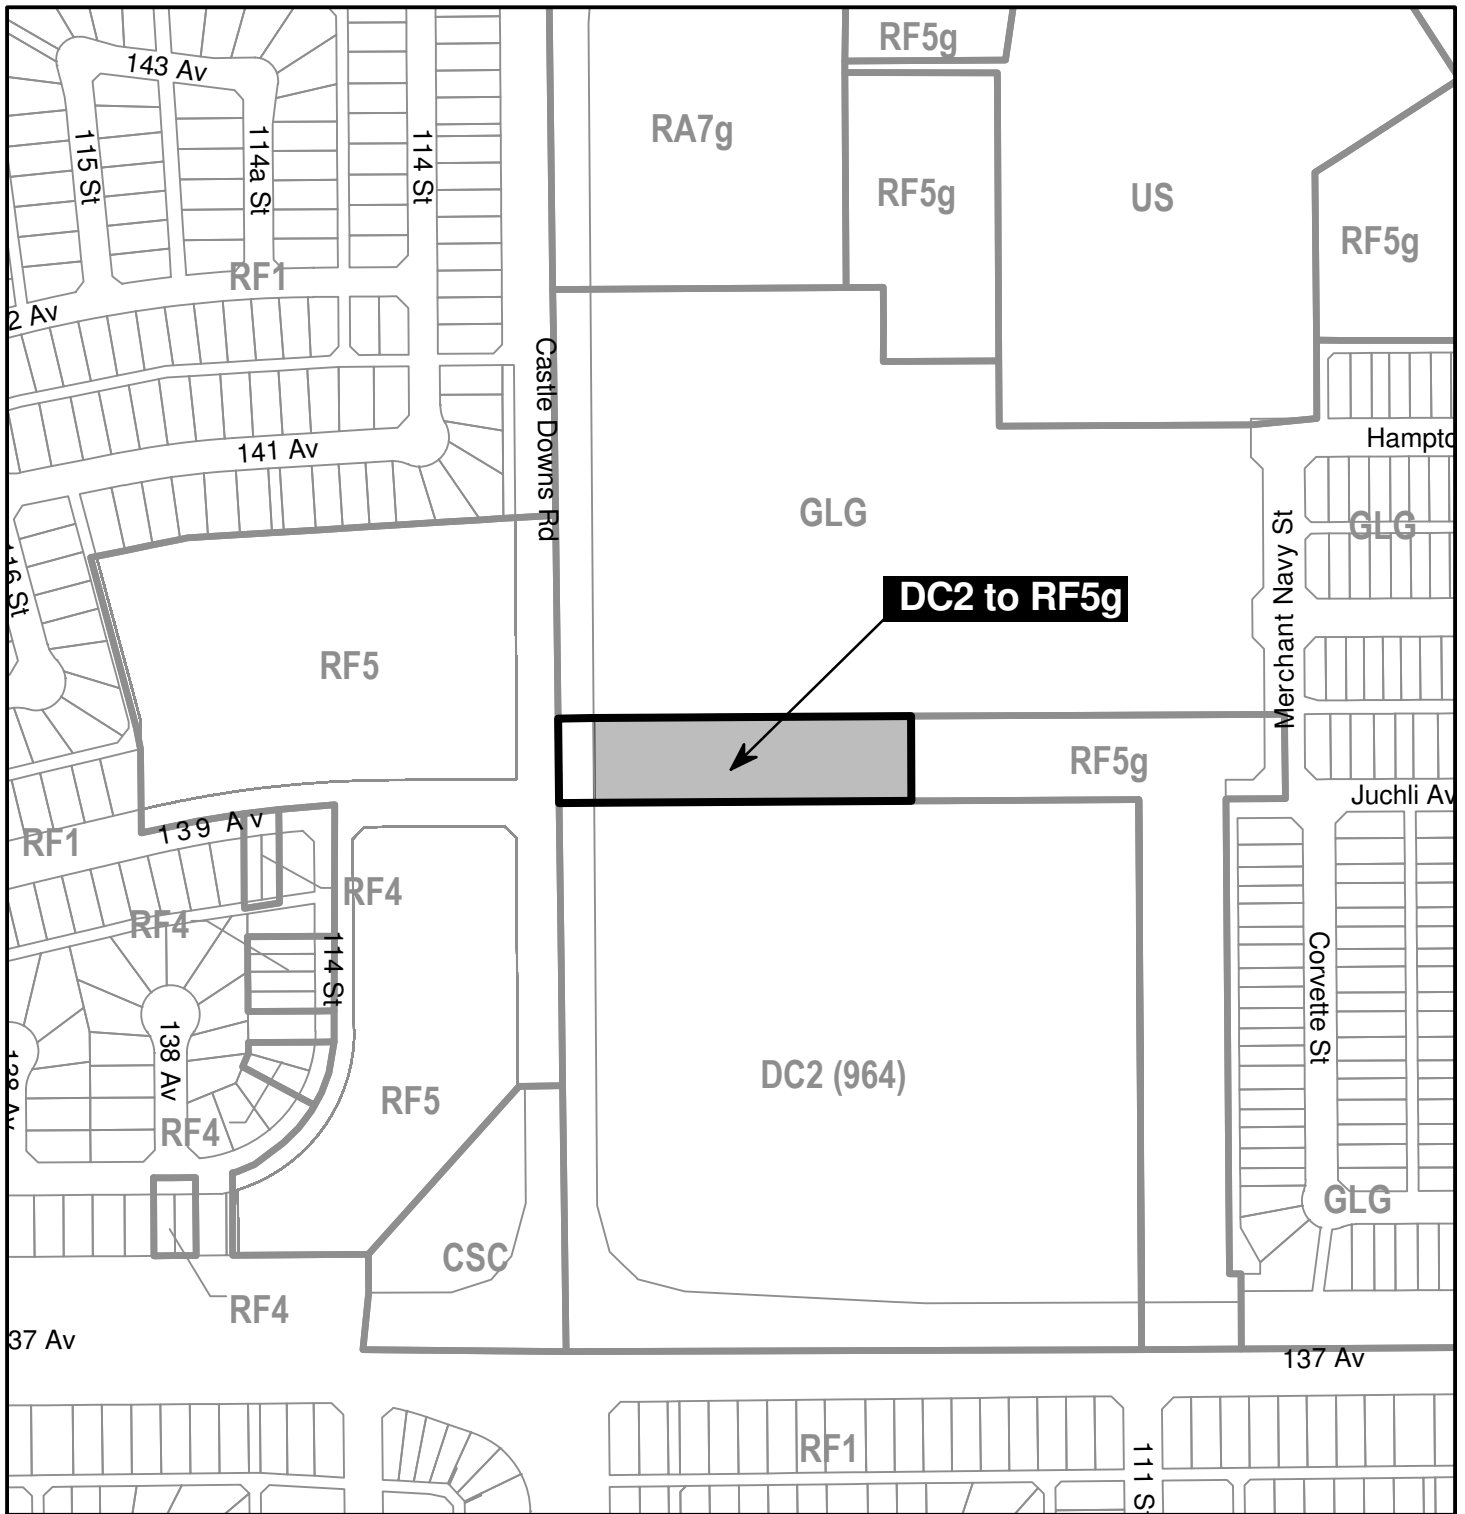 RF5g
143 Av
RA7g
115 St
114a St
114 St
RF5g
US
RF5g
RF1
2 Av
Castle Downs Rd
Hampto
141 Av
GLG
Merchant Navy St
GLG
16 St
DC2 to RF5g
RF5
RF5g
Juchli Av
139 Av
RF1
RF4
RF4
114 St
Corvette St
138 Av
138 Av
DC2 (964)
RF5
RF4
GLG
CSC
RF4
37 Av
137 Av
RF1
111 S